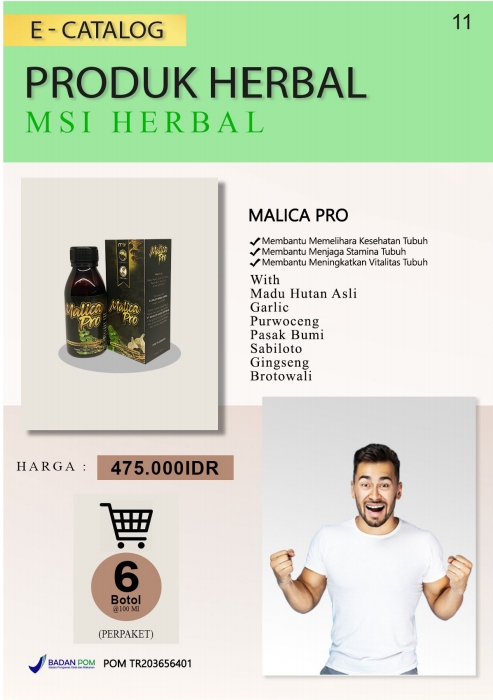 E - CATALOG
11
PRODUK HERBAL
MSI HERBAL
MALICA PRO
Membantu Memelihara Kesehatan Tubuh
Membantu Menjaga Stamina Tubuh
Membantu Meningkatkan Vitalitas Tubuh
With
Madu Hutan Asli
Garlic
Purwoceng
Pasak Bumi
Sabiloto
Gingseng
Brotowali
Malica
Pro
Malica
Pro
HARGA :
475.000IDR
6
Botol
@100 Ml
(PERPAKET)
BADAN POM
POM TR203656401